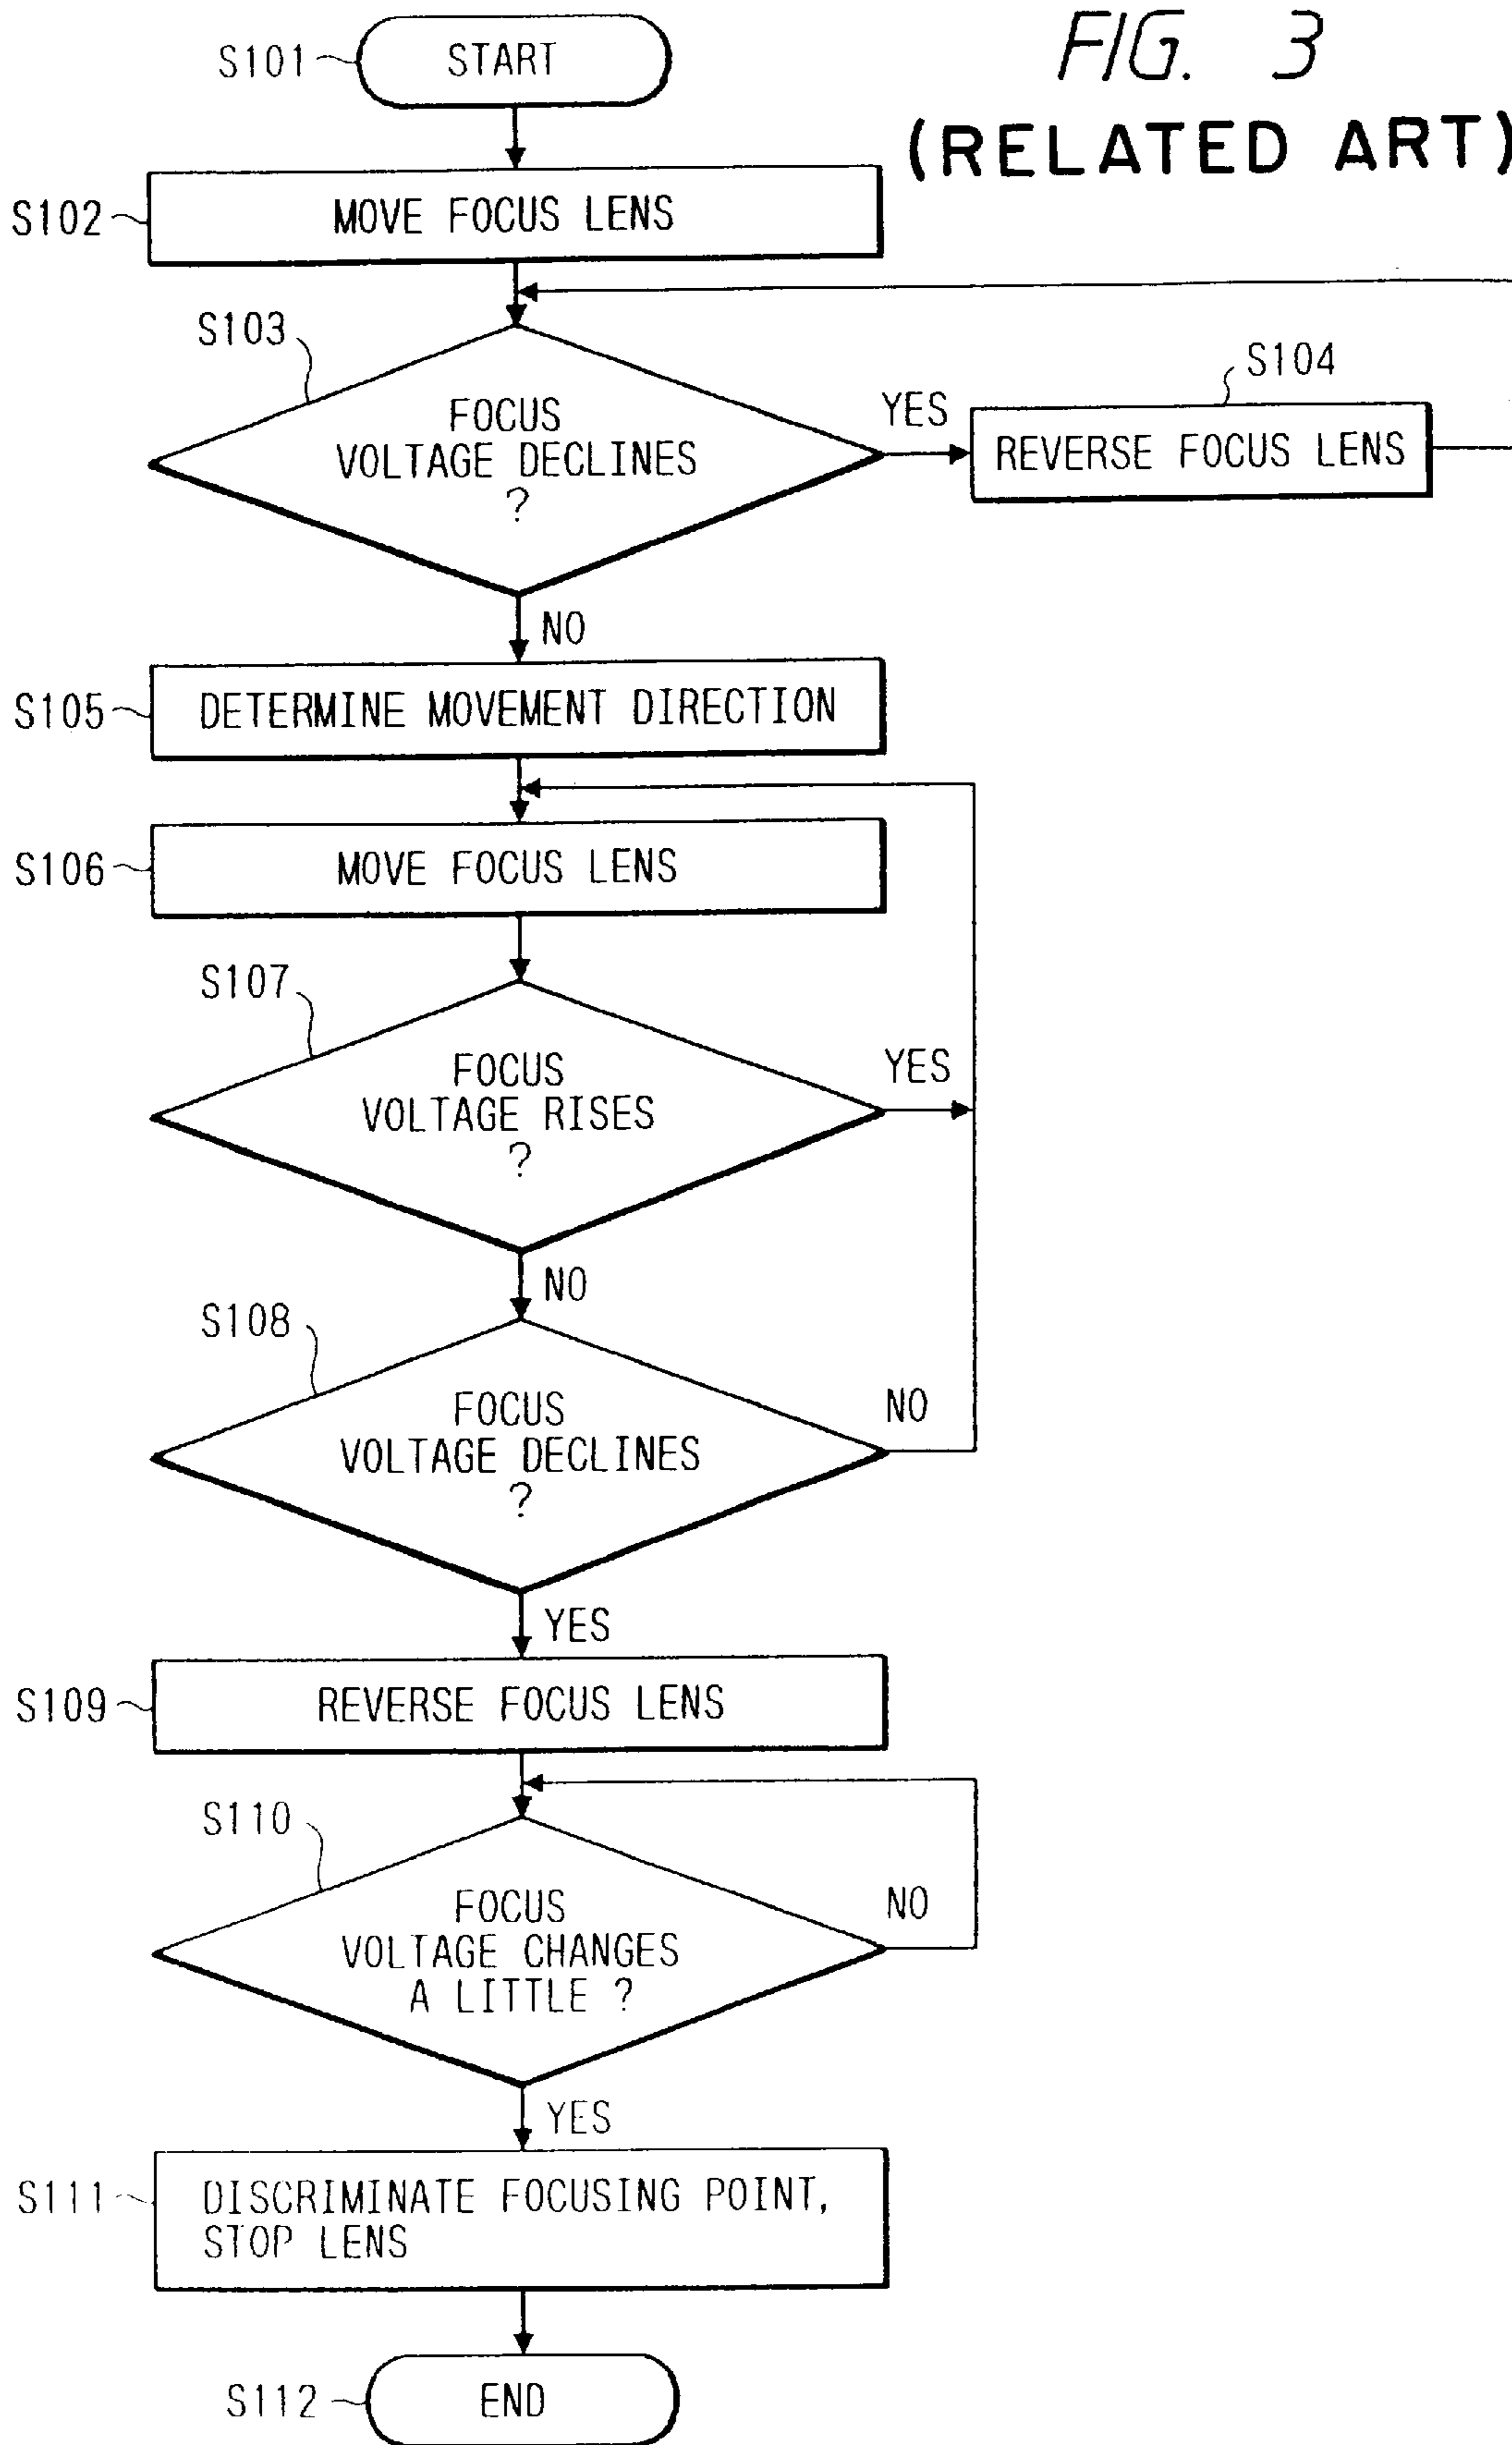 FIG. 3
(RELATED ART)
S101
START
S102
MOVE FOCUS LENS
S103
FOCUS
VOLTAGE DECLINES
?
YES
S104
REVERSE FOCUS LENS
NO
S105
DETERMINE MOVEMENT DIRECTION
S106
MOVE FOCUS LENS
S107
FOCUS
VOLTAGE RISES
?
YES
NO
S108
FOCUS
VOLTAGE DECLINES
?
NO
YES
S109
REVERSE FOCUS LENS
S110
FOCUS
VOLTAGE CHANGES
A LITTLE ?
NO
YES
S111
DISCRIMINATE FOCUSING POINT,
STOP LENS
S112
END